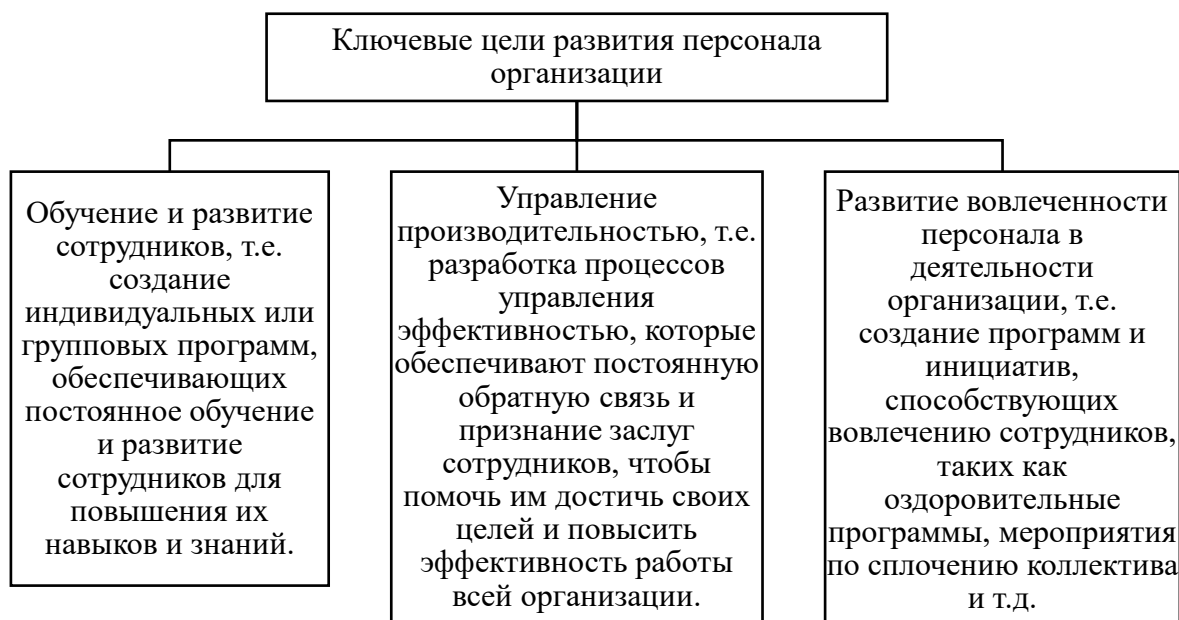 Ключевые цели развития персонала
организации
Обучение и развитие
сотрудников, т.е.
создание
индивидуальных или
групповых программ,
обеспечивающих
постоянное обучение
и развитие
сотрудников для
повышения их
навыков и знаний.
Управление
производительностью, т.е.
разработка процессов
управления
эффективностью, которые
обеспечивают постоянную
обратную связь и
признание заслуг
сотрудников, чтобы
помочь им достичь своих
целей и повысить
эффективность работы
всей организации.
Развитие вовлеченности
персонала в
деятельности
организации, т.е.
создание программ и
инициатив,
способствующих
вовлечению сотрудников,
таких как
оздоровительные
программы, мероприятия
по сплочению коллектива
и т.д.